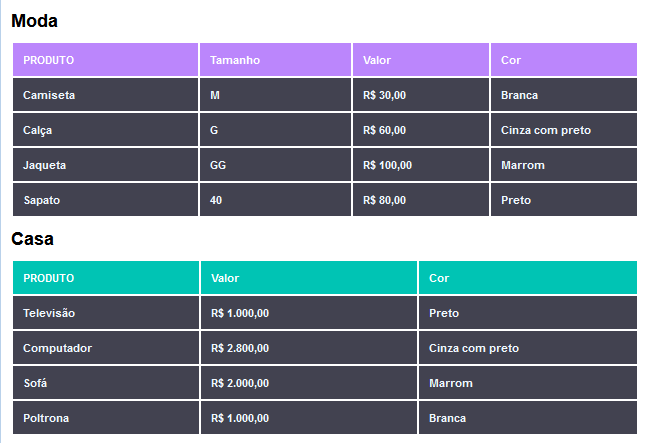 Moda
PRODUTO Tamanho Valor Cor
Camiseta M R$ 30,00 Branca
Calça G R$ 60,00 Cinza com preto
Jaqueta GG R$ 100,00 Marrom
Sapato 40 R$ 80,00 Preto
Casa
PRODUTO Valor Cor
Televisão R$ 1.000,00 Preto
Computador R$ 2.800,00 Cinza com preto
Sofá R$ 2.000,00 Marrom
Poltrona R$ 1.000,00 Branca